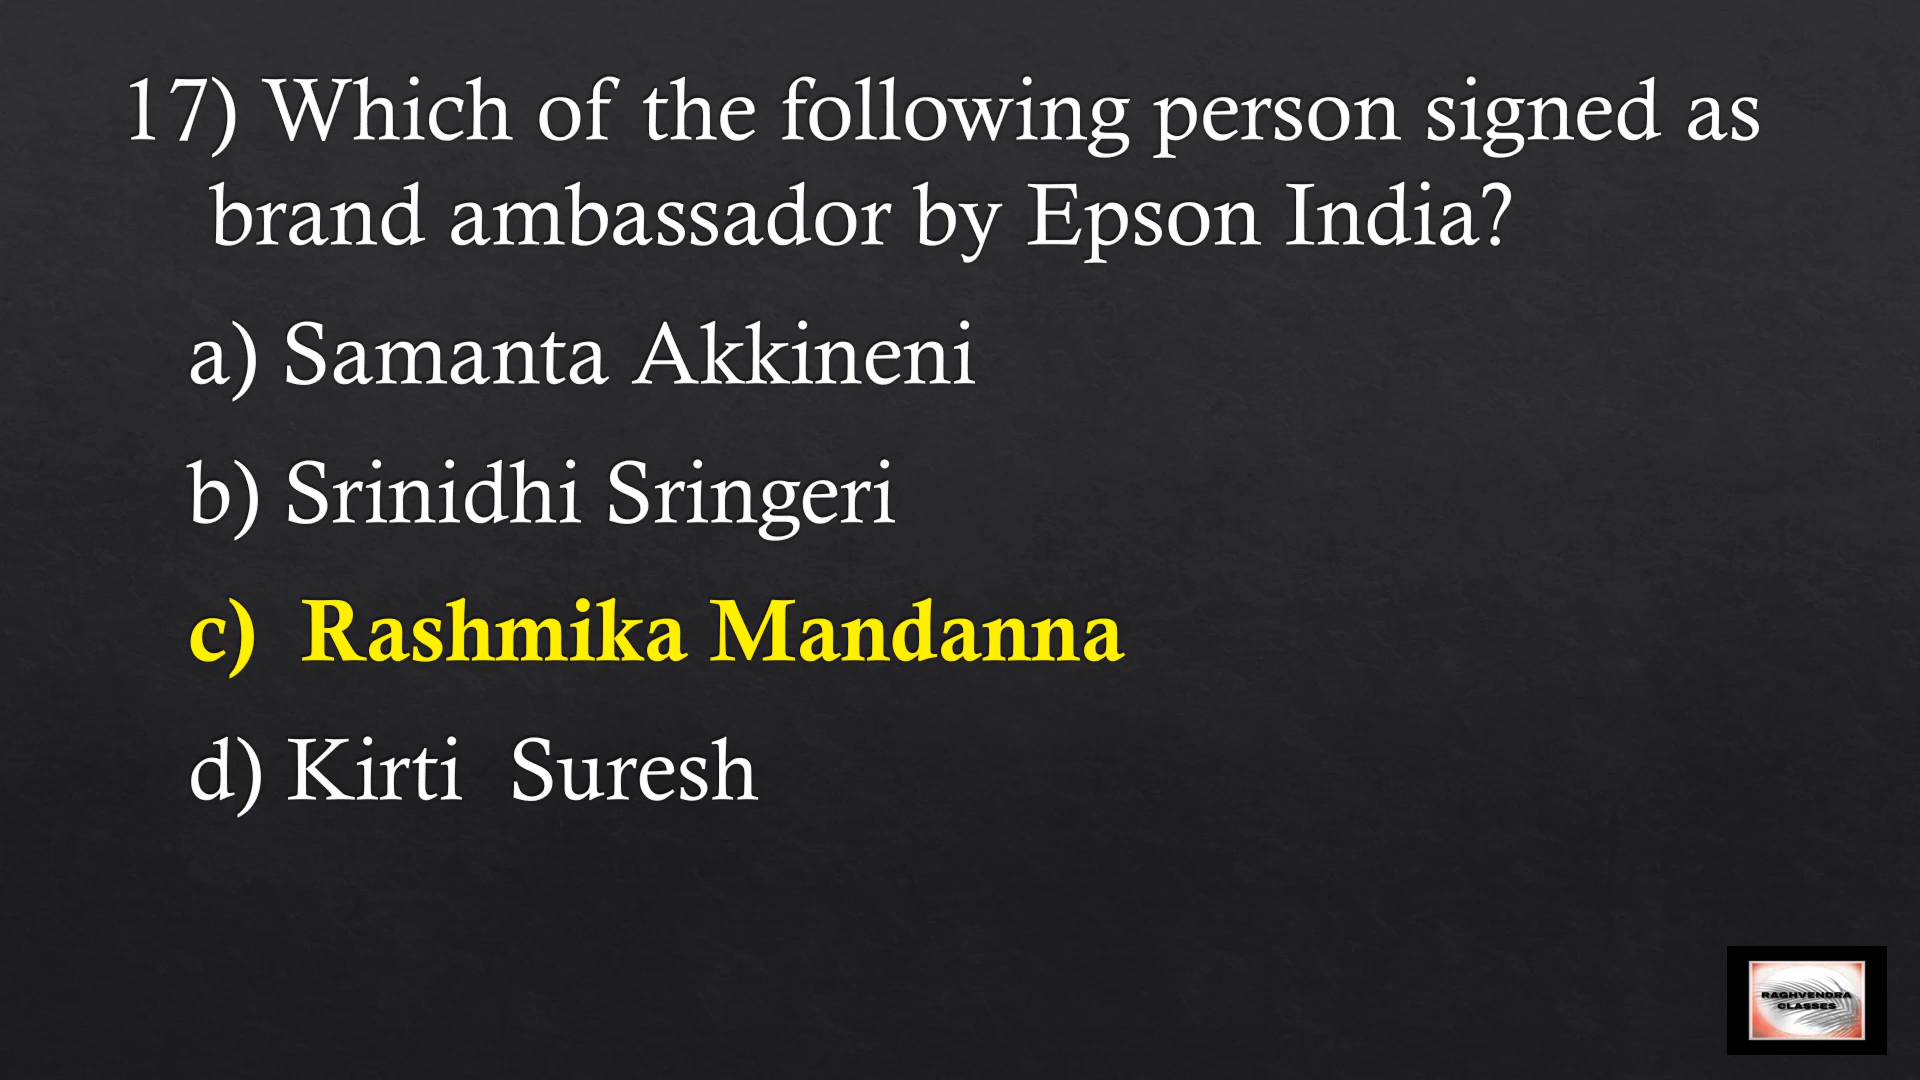 17) Which of the following person signed as
brand ambassador by Epson India?
a) Samanta Akkineni
b) Srinidhi Sringeri
c) Rashmika Mandanna
d) Kirti Suresh
RAGHVENDRA
CLASSES